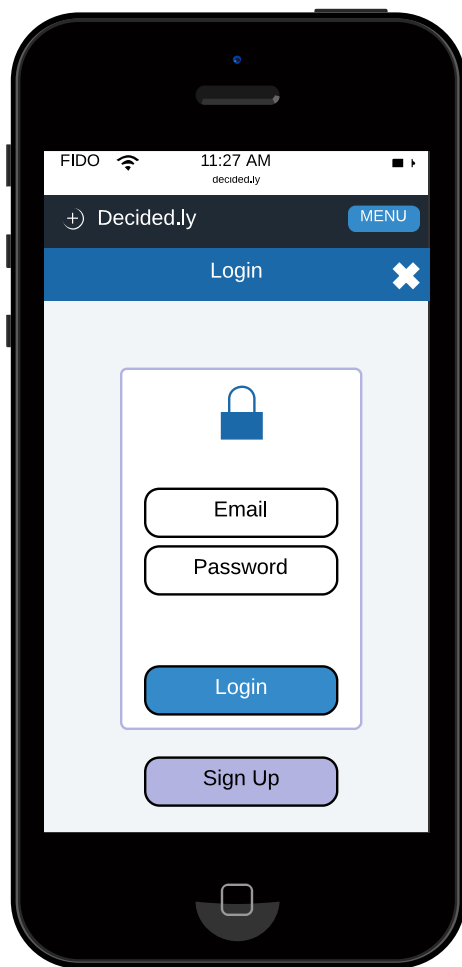 FIDO 11:27 AM
decided.ly
Decided.ly MENU
Login
Email
Password
Login
Sign Up